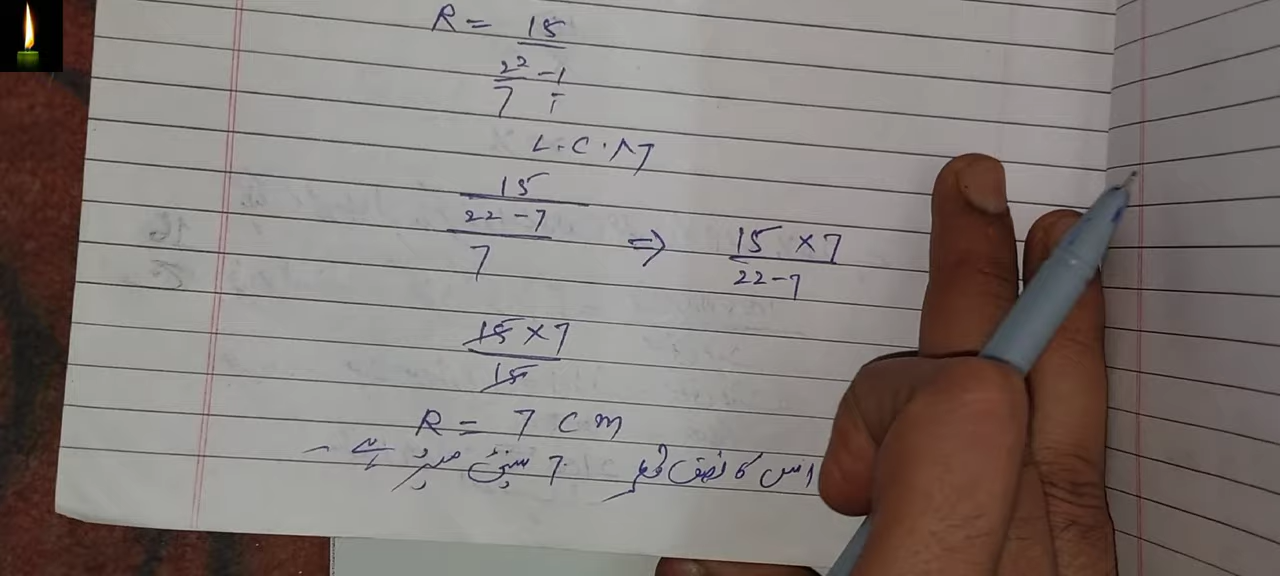 R = 15
22 - 1
7 1
L.C.M
15
22 - 7
7
⇒ 15 × 7
22 - 7
15 × 7
15
R = 7 cm
اس کا نصف قطر 7 سینٹی میٹر ہے -